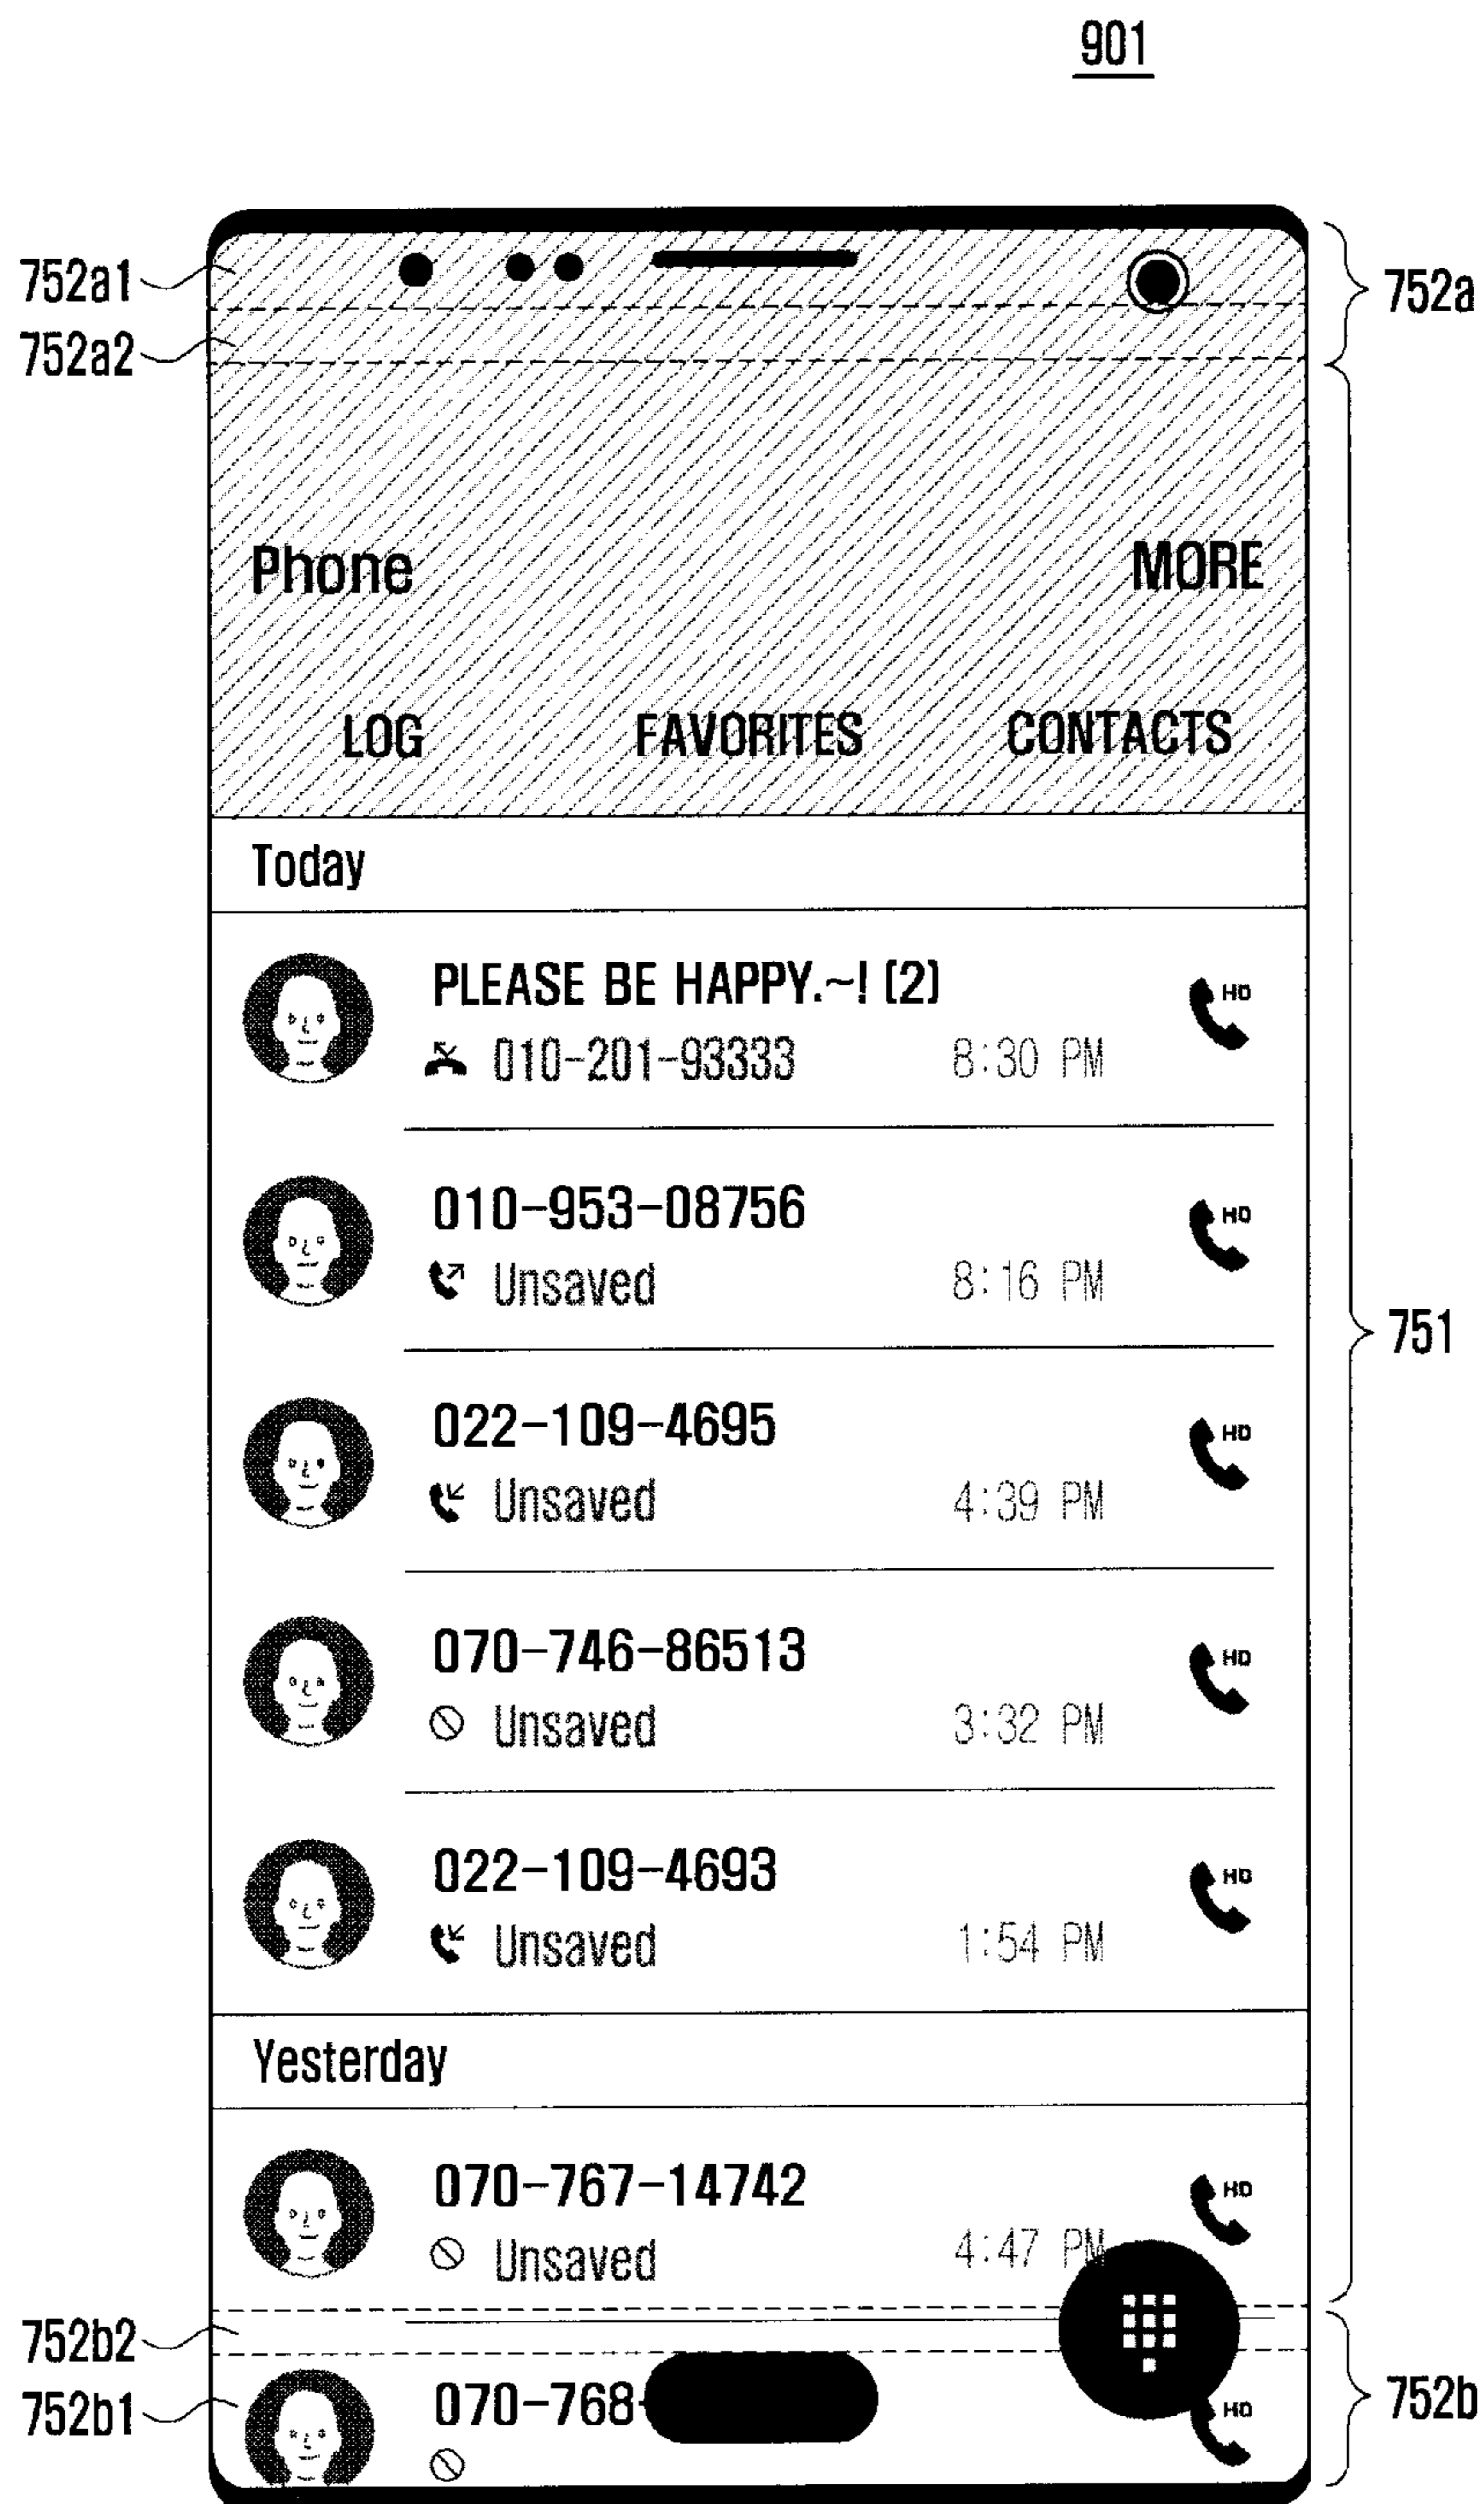 901
752a1
752a
752a2
Phone MORE
LOG FAVORITES CONTACTS
Today
PLEASE BE HAPPY.~! (2) HD
010-201-93333 8:30 PM
010-953-08756 HD
Unsaved 8:16 PM
751
022-109-4695 HD
Unsaved 4:39 PM
070-746-86513 HD
Unsaved 3:32 PM
022-109-4693 HD
Unsaved 1:54 PM
Yesterday
070-767-14742 HD
Unsaved 4:47 PM
752b2
752b1
070-768- HD
752b